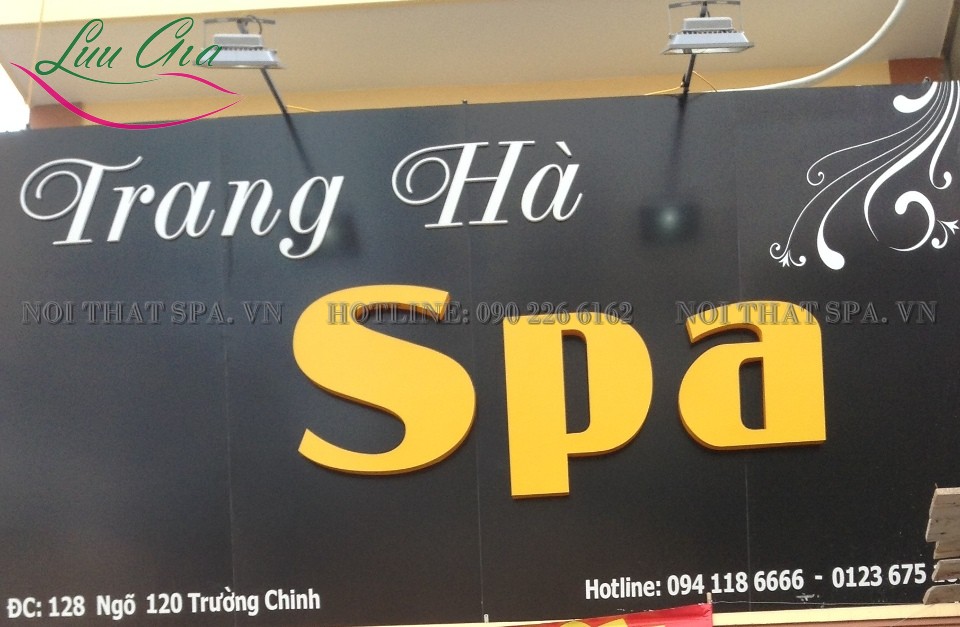 Lưu Gia
Trang Hà
NOI THAT SPA. VN HOTLINE: 090 226 6162 NOI THAT SPA. VN
Spa
ĐC: 128 Ngõ 120 Trường Chinh
Hotline: 094 118 6666 - 0123 675